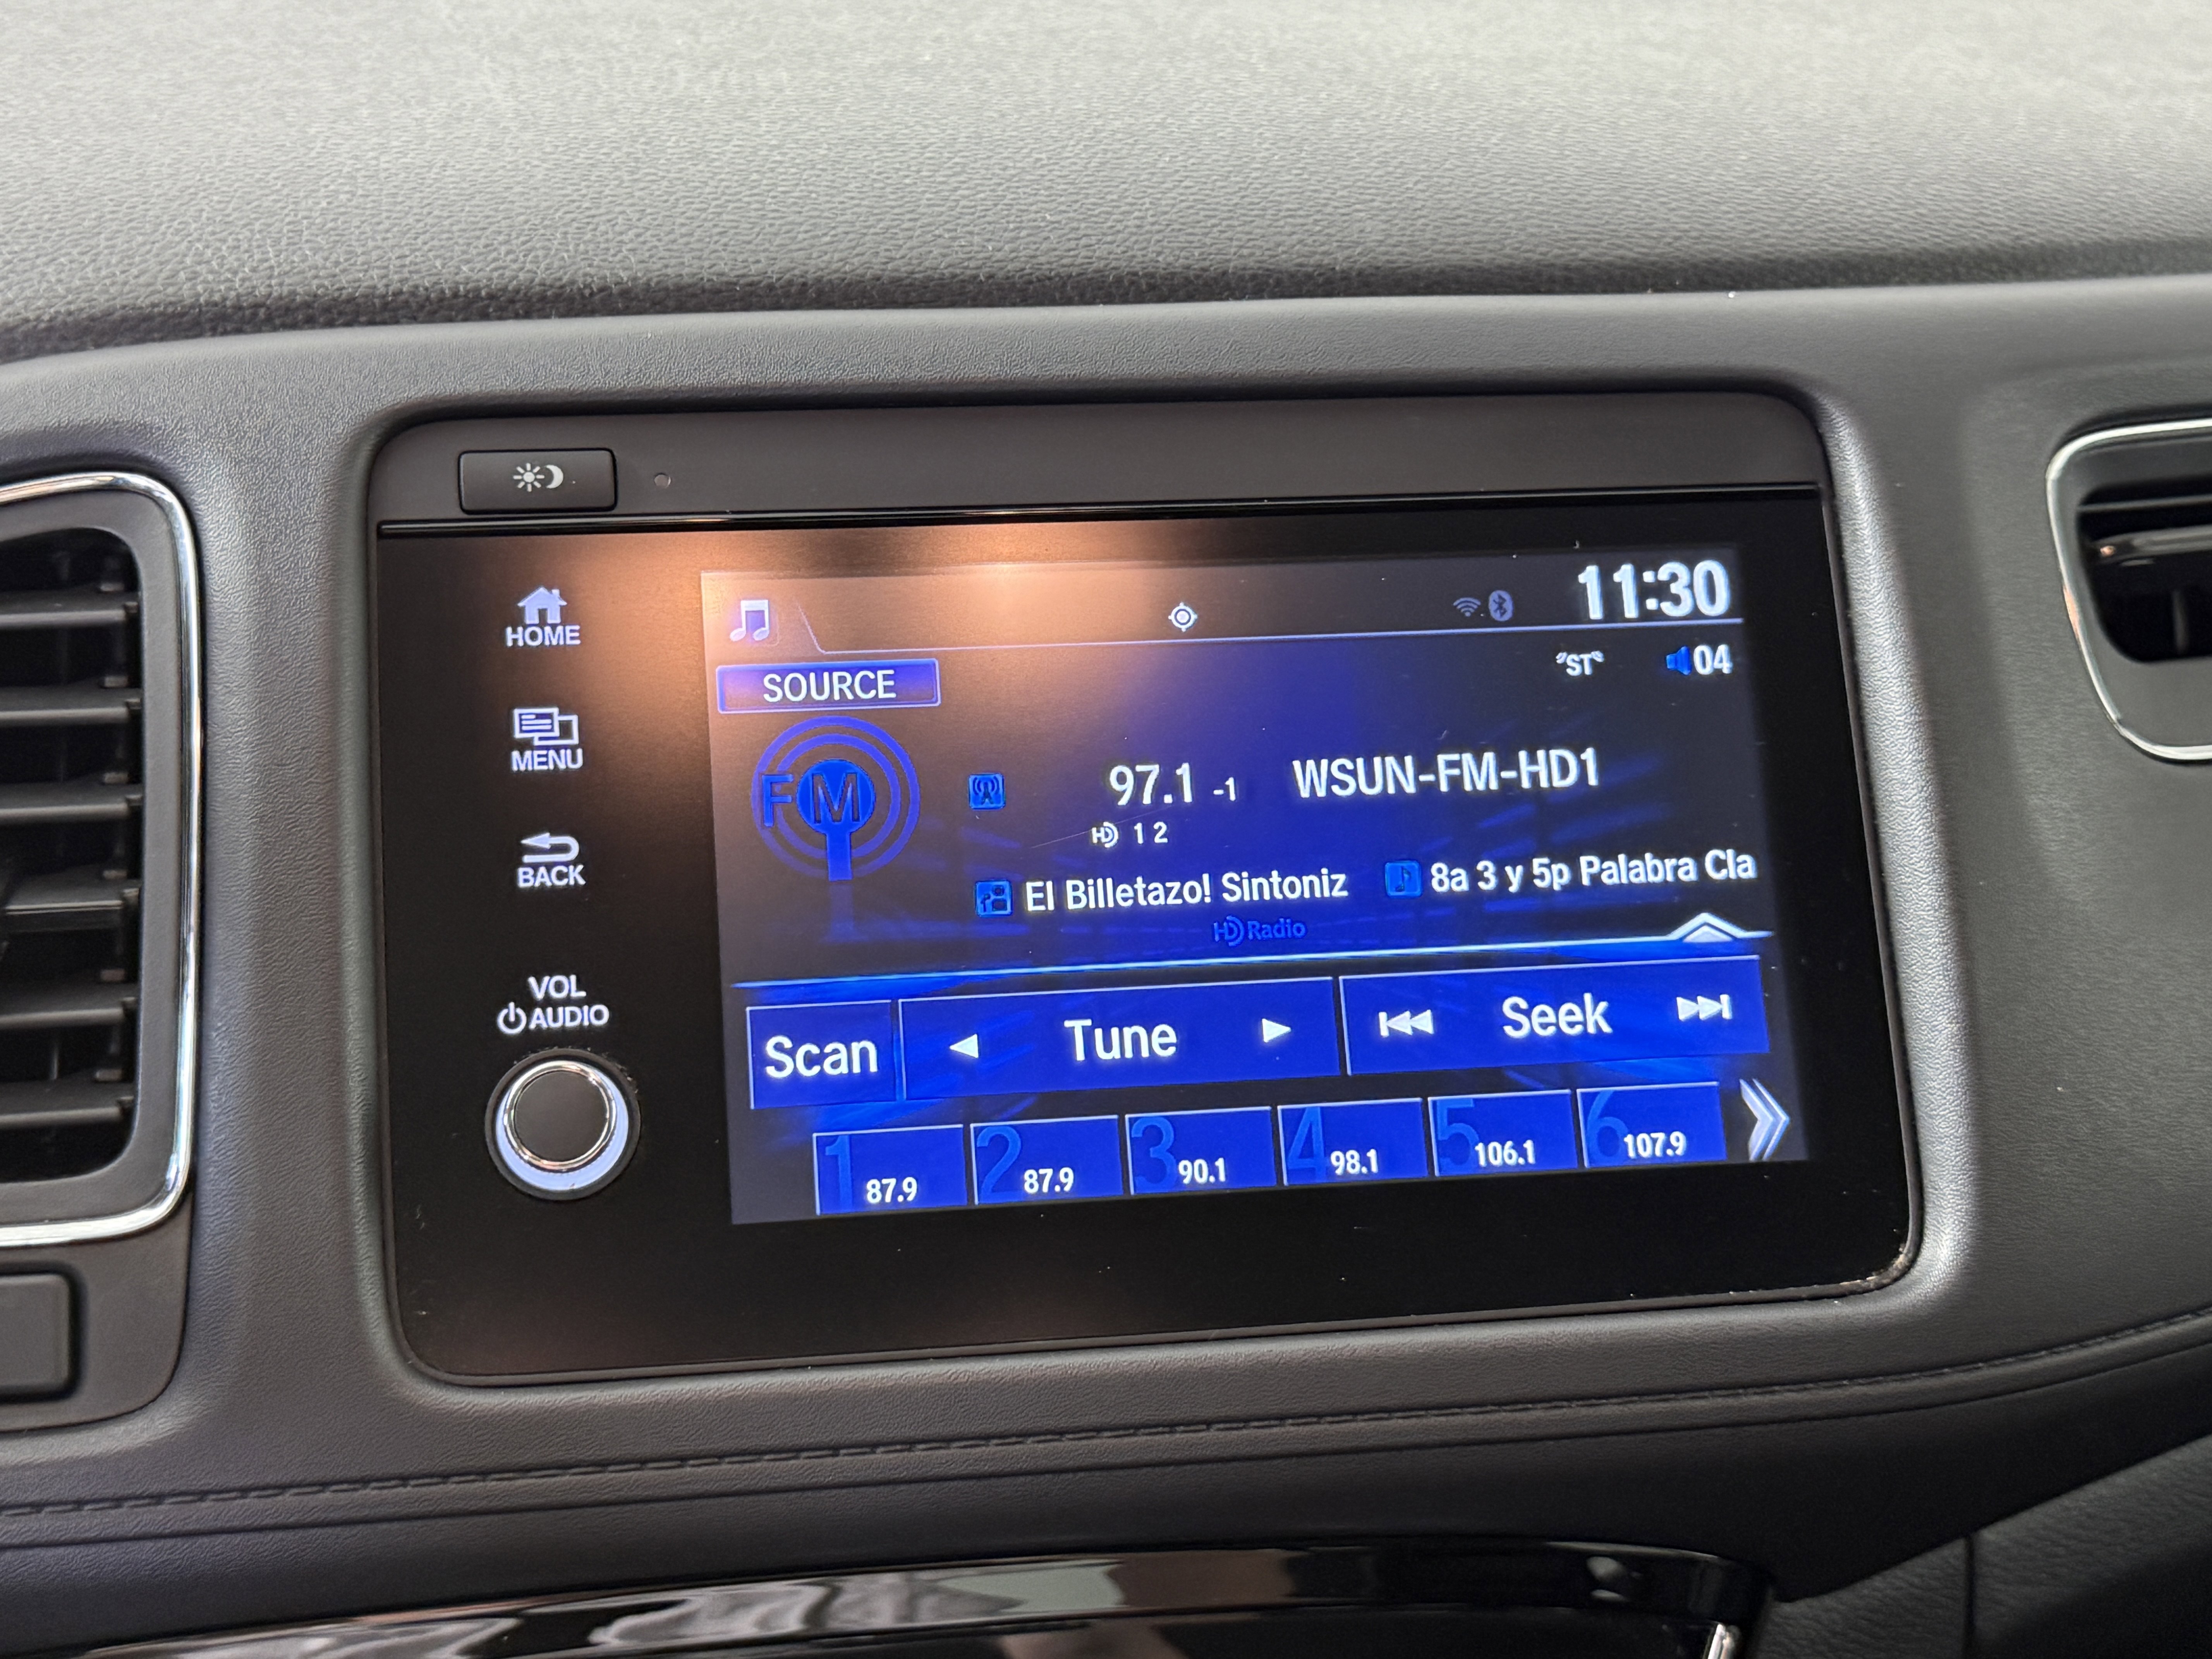 HOME
MENU
BACK
VOL
AUDIO
11:30
SOURCE
"ST"
04
FM
97.1 -1 WSUN-FM-HD1
HD 1 2
El Billetazo! Sintoniz
8a 3 y 5p Palabra Cla
HD Radio
Scan
Tune
Seek
1 87.9
2 87.9
3 90.1
4 98.1
5 106.1
6 107.9